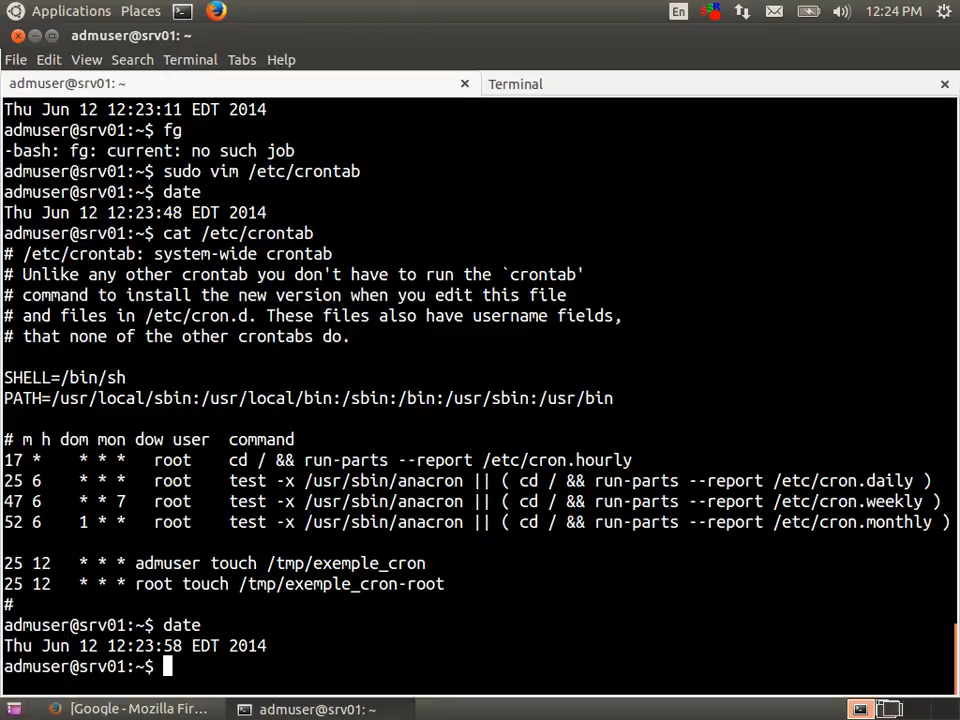 Applications Places En 12:24 PM
admuser@srv01: ~
File Edit View Search Terminal Tabs Help
admuser@srv01: ~ × Terminal ×
Thu Jun 12 12:23:11 EDT 2014
admuser@srv01:~$ fg
-bash: fg: current: no such job
admuser@srv01:~$ sudo vim /etc/crontab
admuser@srv01:~$ date
Thu Jun 12 12:23:48 EDT 2014
admuser@srv01:~$ cat /etc/crontab
# /etc/crontab: system-wide crontab
# Unlike any other crontab you don't have to run the `crontab'
# command to install the new version when you edit this file
# and files in /etc/cron.d. These files also have username fields,
# that none of the other crontabs do.
SHELL=/bin/sh
PATH=/usr/local/sbin:/usr/local/bin:/sbin:/bin:/usr/sbin:/usr/bin
# m h dom mon dow user  command
17 *    * * *   root    cd / && run-parts --report /etc/cron.hourly
25 6    * * *   root    test -x /usr/sbin/anacron || ( cd / && run-parts --report /etc/cron.daily )
47 6    * * 7   root    test -x /usr/sbin/anacron || ( cd / && run-parts --report /etc/cron.weekly )
52 6    1 * *   root    test -x /usr/sbin/anacron || ( cd / && run-parts --report /etc/cron.monthly )
25 12   * * * admuser touch /tmp/exemple_cron
25 12   * * * root touch /tmp/exemple_cron-root
#
admuser@srv01:~$ date
Thu Jun 12 12:23:58 EDT 2014
admuser@srv01:~$
[Google - Mozilla Fir... admuser@srv01: ~